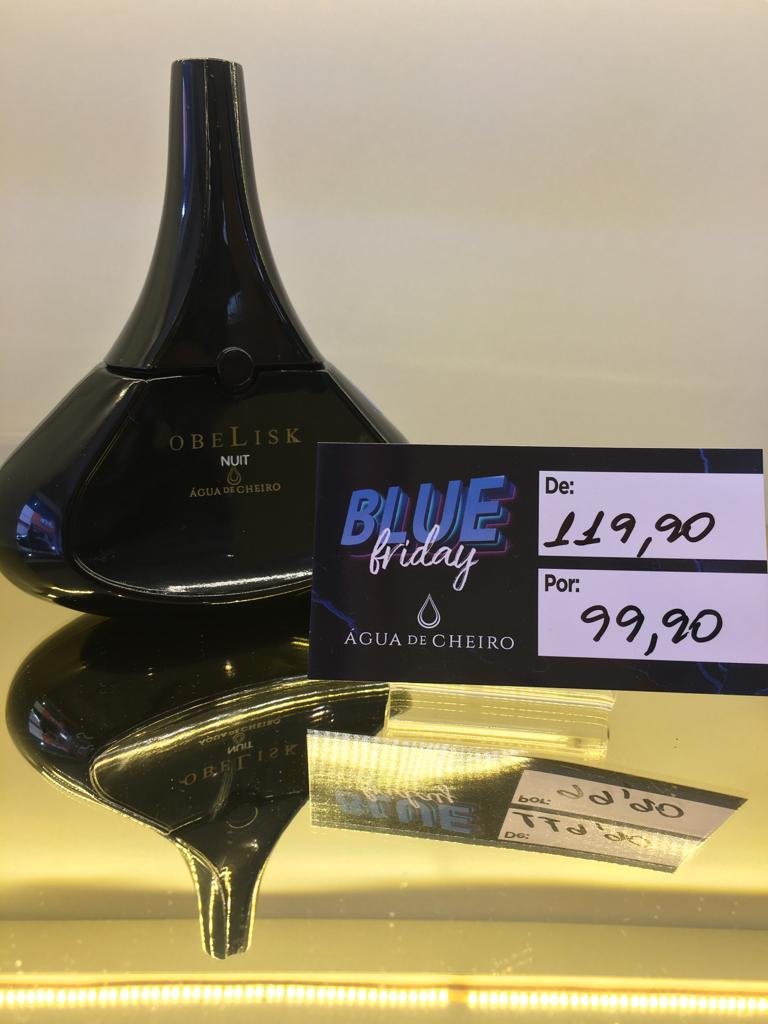 OBELISK
NUIT
ÁGUA DE CHEIRO
BLUE
friday
ÁGUA DE CHEIRO
De:
119,90
Por:
99,90